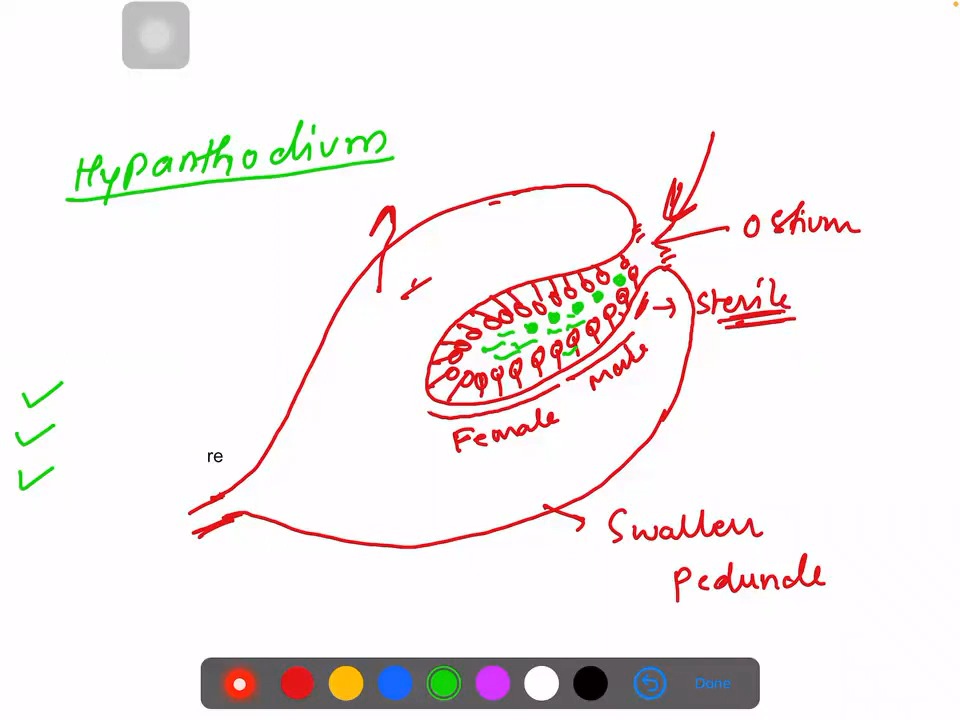 Hypanthodium
Ostium
Sterile
male
Female
re
Swallen
Peduncle
Done